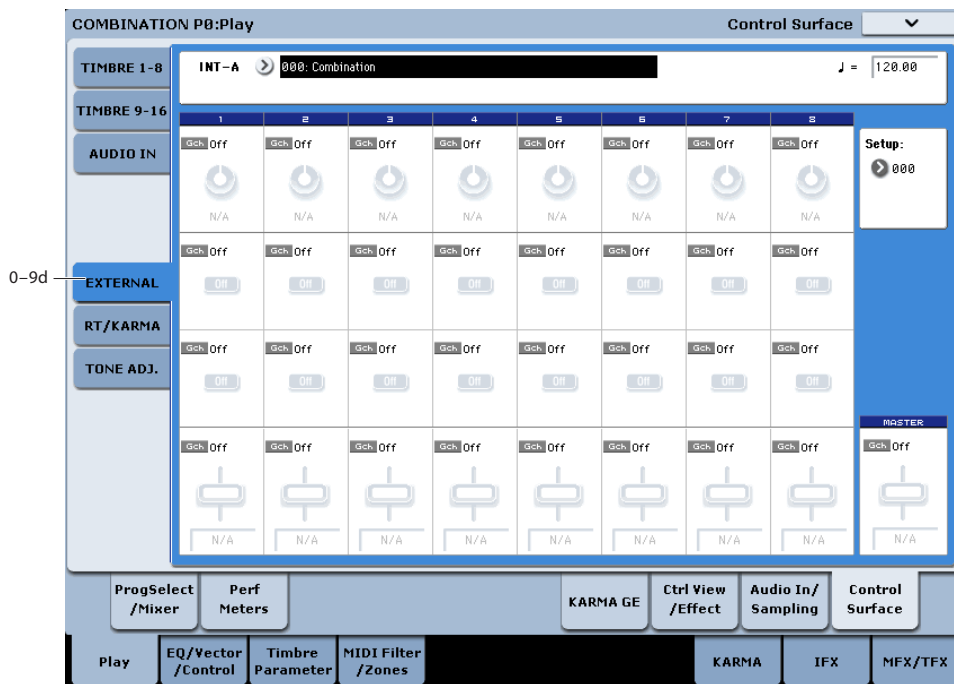 COMBINATION P0:Play Control Surface
TIMBRE 1-8
INT-A 000: Combination ♩ = 120.00
TIMBRE 9-16
1 2 3 4 5 6 7 8
AUDIO IN
Gch Off Gch Off Gch Off Gch Off Gch Off Gch Off Gch Off Gch Off
Setup:
000
N/A N/A N/A N/A N/A N/A N/A N/A
Gch Off Gch Off Gch Off Gch Off Gch Off Gch Off Gch Off Gch Off
0-9d
EXTERNAL
Off Off Off Off Off Off Off Off
RT/KARMA
Gch Off Gch Off Gch Off Gch Off Gch Off Gch Off Gch Off Gch Off
TONE ADJ.
Off Off Off Off Off Off Off Off
MASTER
Gch Off Gch Off Gch Off Gch Off Gch Off Gch Off Gch Off Gch Off Gch Off
N/A N/A N/A N/A N/A N/A N/A N/A N/A
ProgSelect
/Mixer
Perf
Meters
KARMA GE
Ctrl View
/Effect
Audio In/
Sampling
Control
Surface
Play
EQ/Vector
/Control
Timbre
Parameter
MIDI Filter
/Zones
KARMA
IFX
MFX/TFX